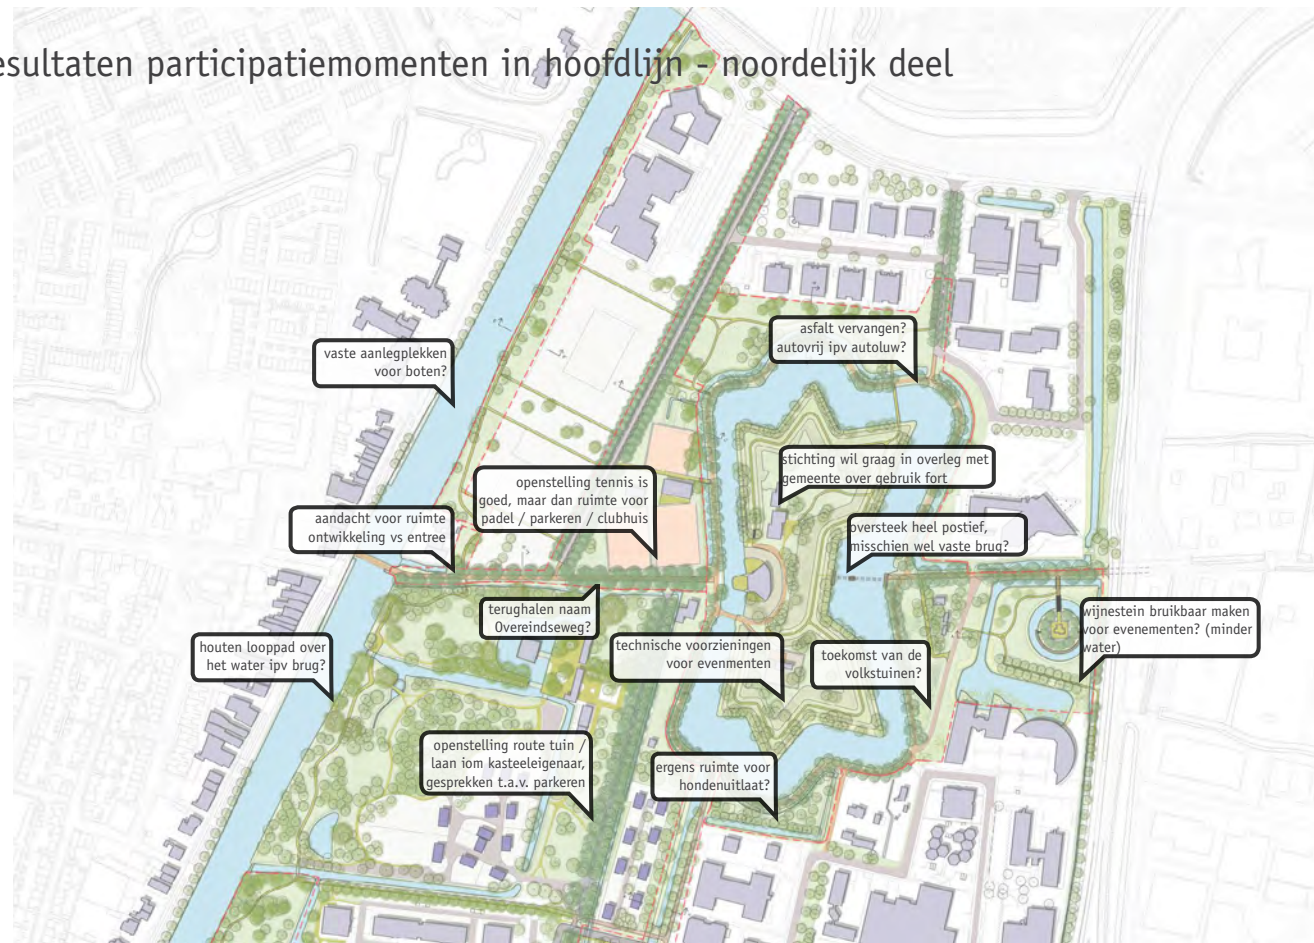 esultaten participatiemomenten in hoofdlijn - noordelijk deel
asfalt vervangen?
autovrij ipv autoluw?
vaste aanlegplekken
voor boten?
stichting wil graag in overleg met
gemeente over gebruik fort
openstelling tennis is
goed, maar dan ruimte voor
padel / parkeren / clubhuis
aandacht voor ruimte
ontwikkeling vs entree
oversteek heel postief,
misschien wel vaste brug?
terughalen naam
Overeindseweg?
wijnestein bruikbaar maken
voor evenementen? (minder
water)
houten looppad over
het water ipv brug?
technische voorzieningen
voor evenmenten
toekomst van de
volkstuinen?
openstelling route tuin /
laan iom kasteeleigenaar,
gesprekken t.a.v. parkeren
ergens ruimte voor
hondenuitlaat?